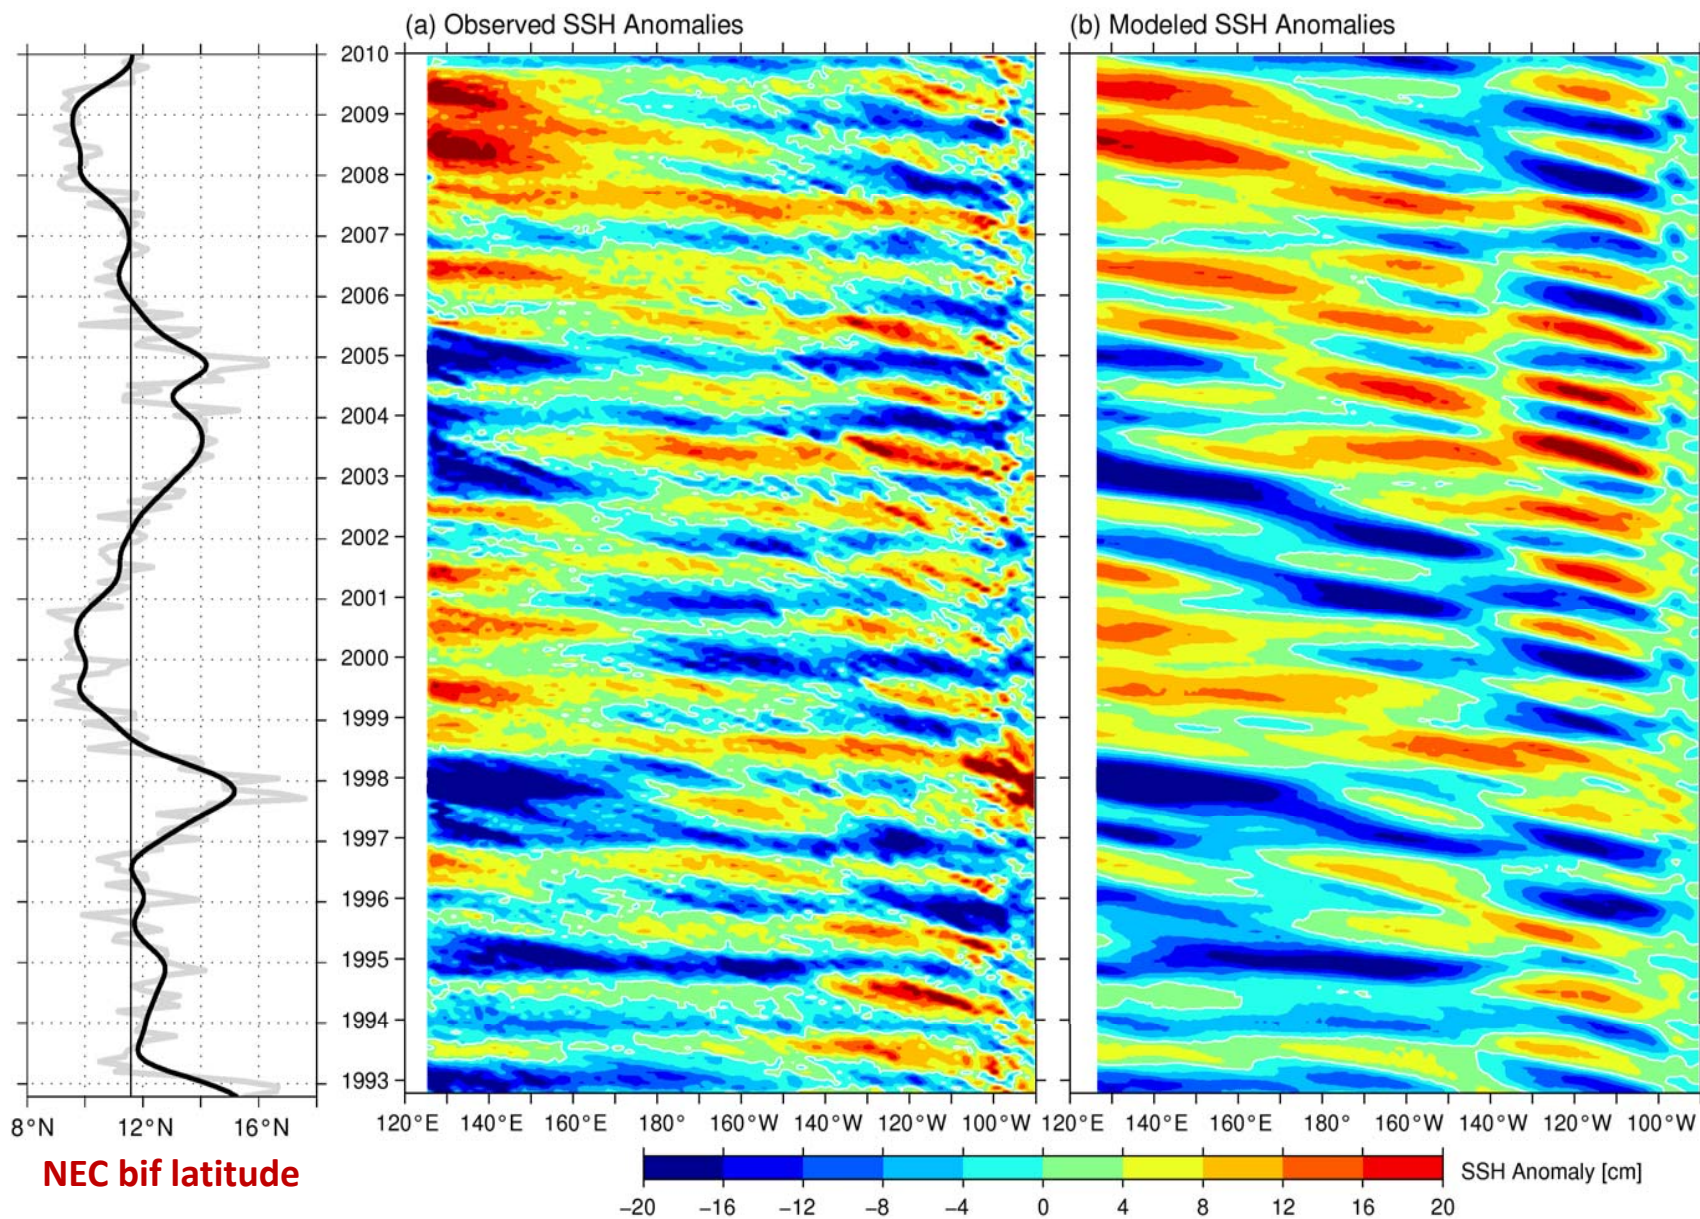 (a) Observed SSH Anomalies
(b) Modeled SSH Anomalies
2010
2009
2008
2007
2006
2005
2004
2003
2002
2001
2000
1999
1998
1997
1996
1995
1994
1993
8°N 12°N 16°N
120°E 140°E 160°E 180° 160°W 140°W 120°W 100°W
120°E 140°E 160°E 180° 160°W 140°W 120°W 100°W
NEC bif latitude
SSH Anomaly [cm]
−20 −16 −12 −8 −4 0 4 8 12 16 20